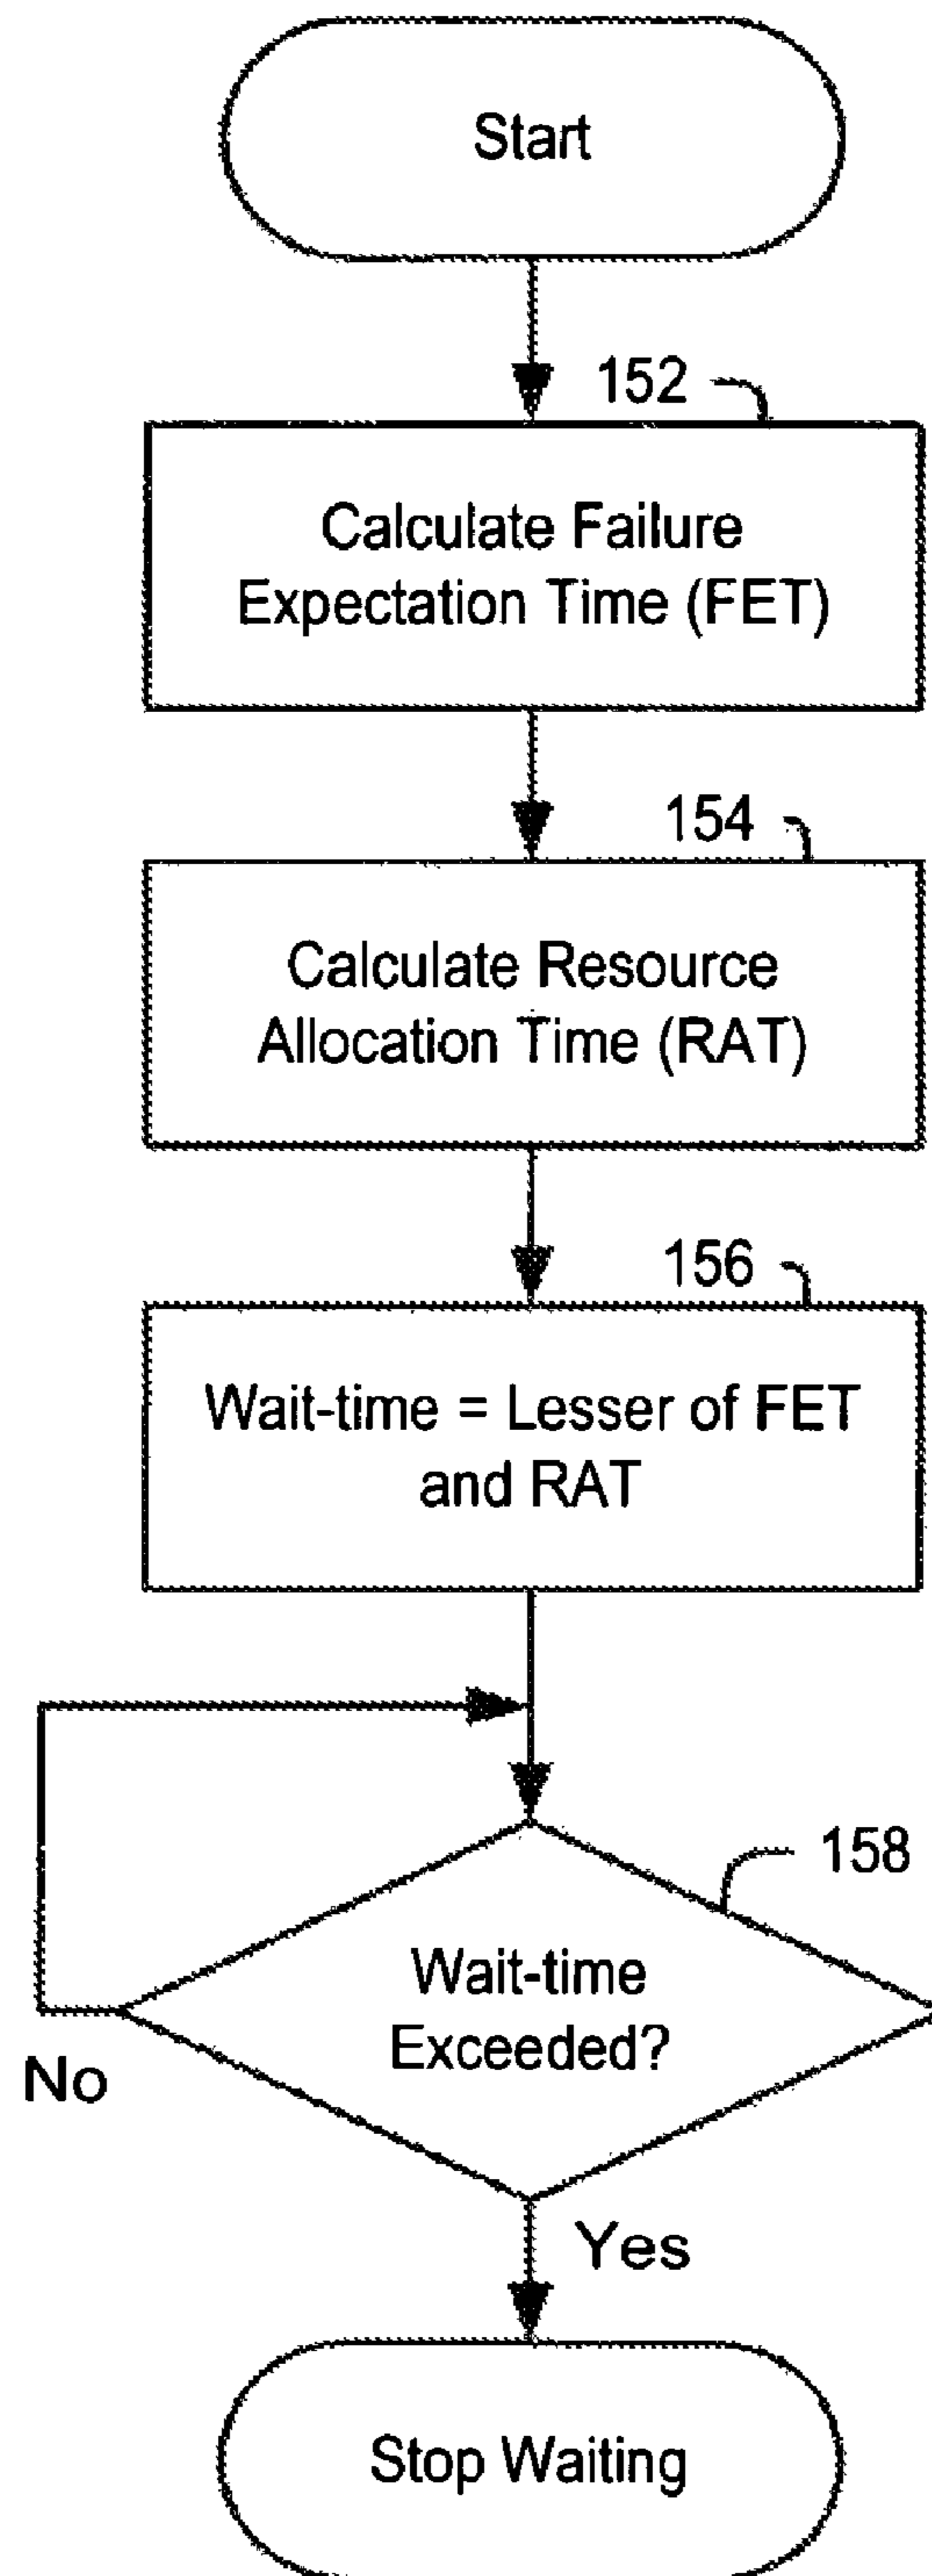 Start
152
Calculate Failure
Expectation Time (FET)
154
Calculate Resource
Allocation Time (RAT)
156
Wait-time = Lesser of FET
and RAT
158
Wait-time
Exceeded?
No
Yes
Stop Waiting